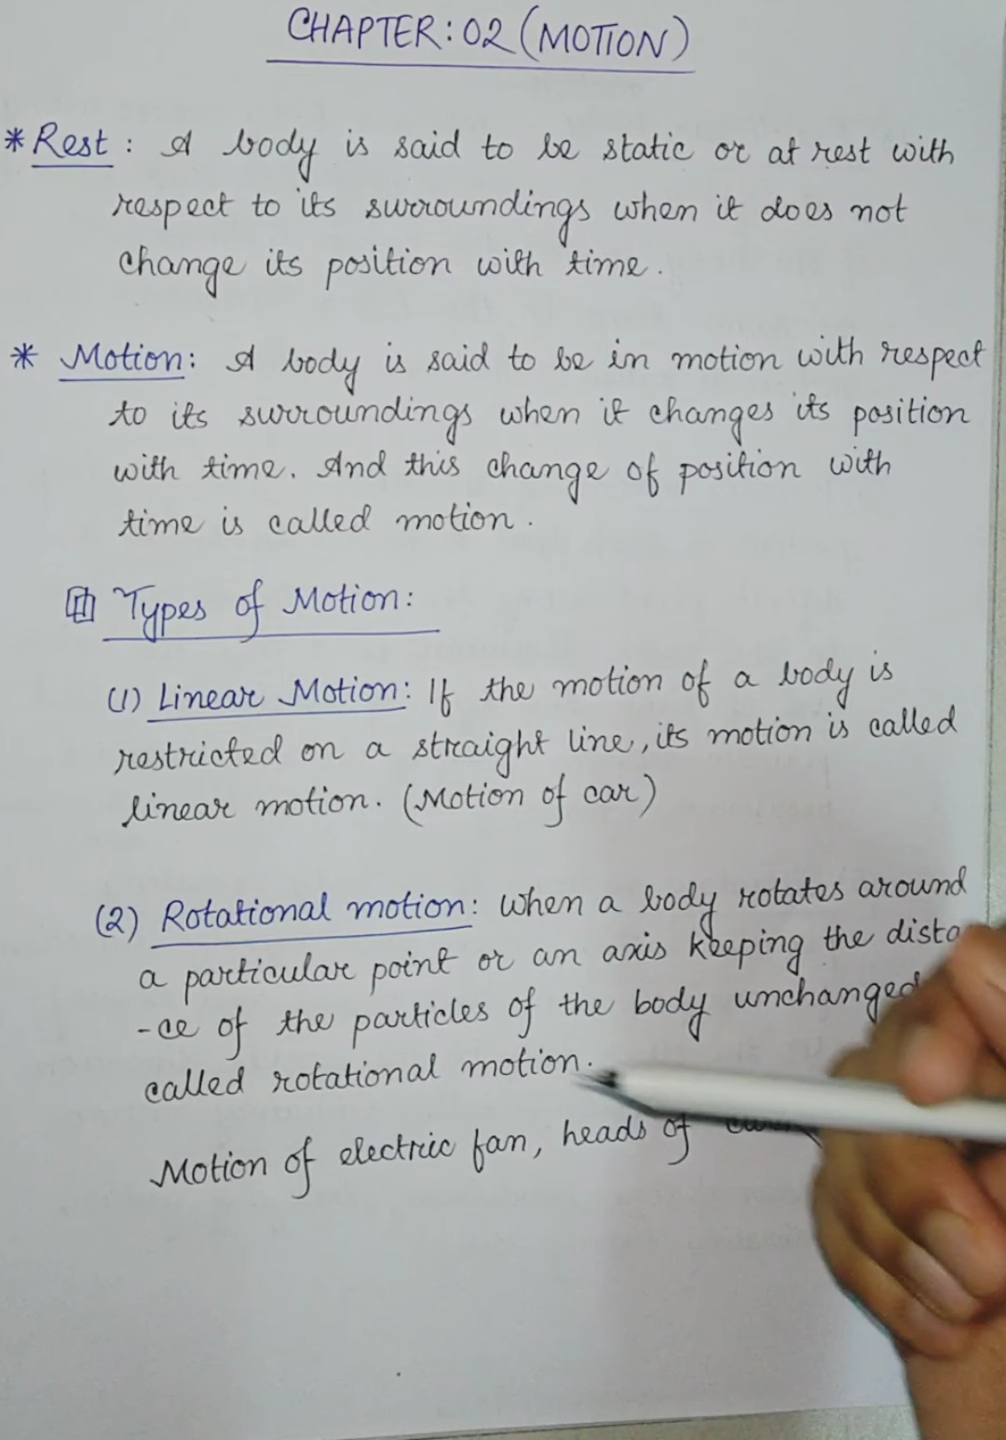 CHAPTER: 02 (MOTION)
* Rest : A body is said to be static or at rest with
respect to its surroundings when it does not
change its position with time.
* Motion: A body is said to be in motion with respect
to its surroundings when it changes its position
with time. And this change of position with
time is called motion.
Types of Motion:
(1) Linear Motion: If the motion of a body is
restricted on a straight line, its motion is called
linear motion. (Motion of car)
(2) Rotational motion: When a body rotates around
a particular point or an axis keeping the dista
-ce of the particles of the body unchanged
called rotational motion.
Motion of electric fan, heads of